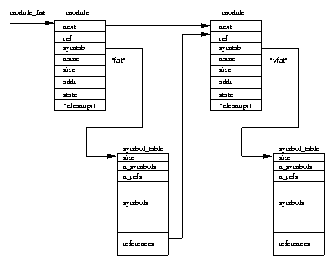 module_list
module
module
next
ref
symtab
name
size
addr
state
*cleanup()
"fat"
next
ref
symtab
name
size
addr
state
*cleanup()
"vfat"
symbol_table
size
n_symbols
n_refs
symbols
references
symbol_table
size
n_symbols
n_refs
symbols
references